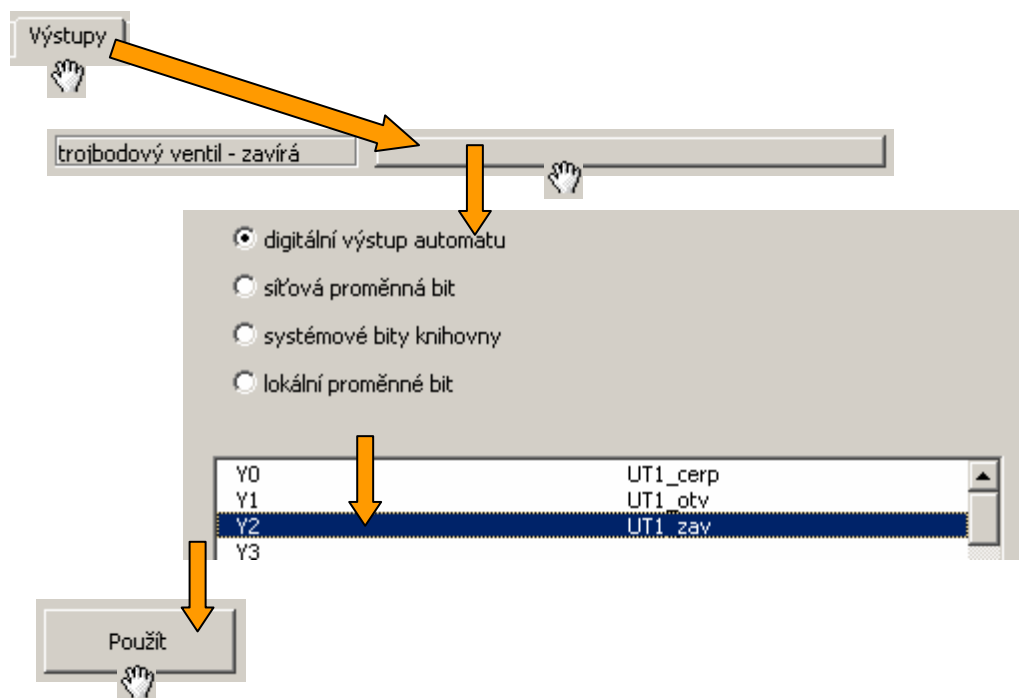 Výstupy
trojbodový ventil - zavírá
digitální výstup automatu
síťová proměnná bit
systémové bity knihovny
lokální proměnné bit
Y0 UT1_cerp
Y1 UT1_otv
Y2 UT1_zav
Y3
Použít